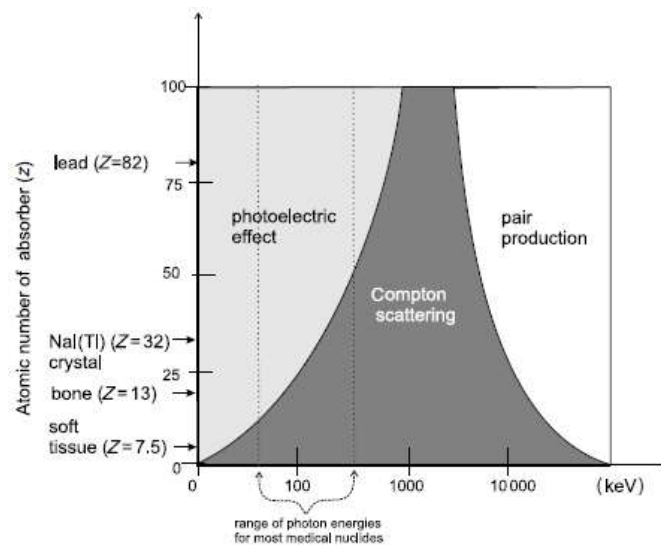 100
lead (Z=82)
75
photoelectric
effect
pair
production
50
Compton
scattering
NaI(Tl) (Z=32)
crystal
25
bone (Z=13)
soft
tissue (Z=7.5)
0
0
100
1000
10 000
(keV)
range of photon energies
for most medical nuclides
Atomic number of absorber (z)